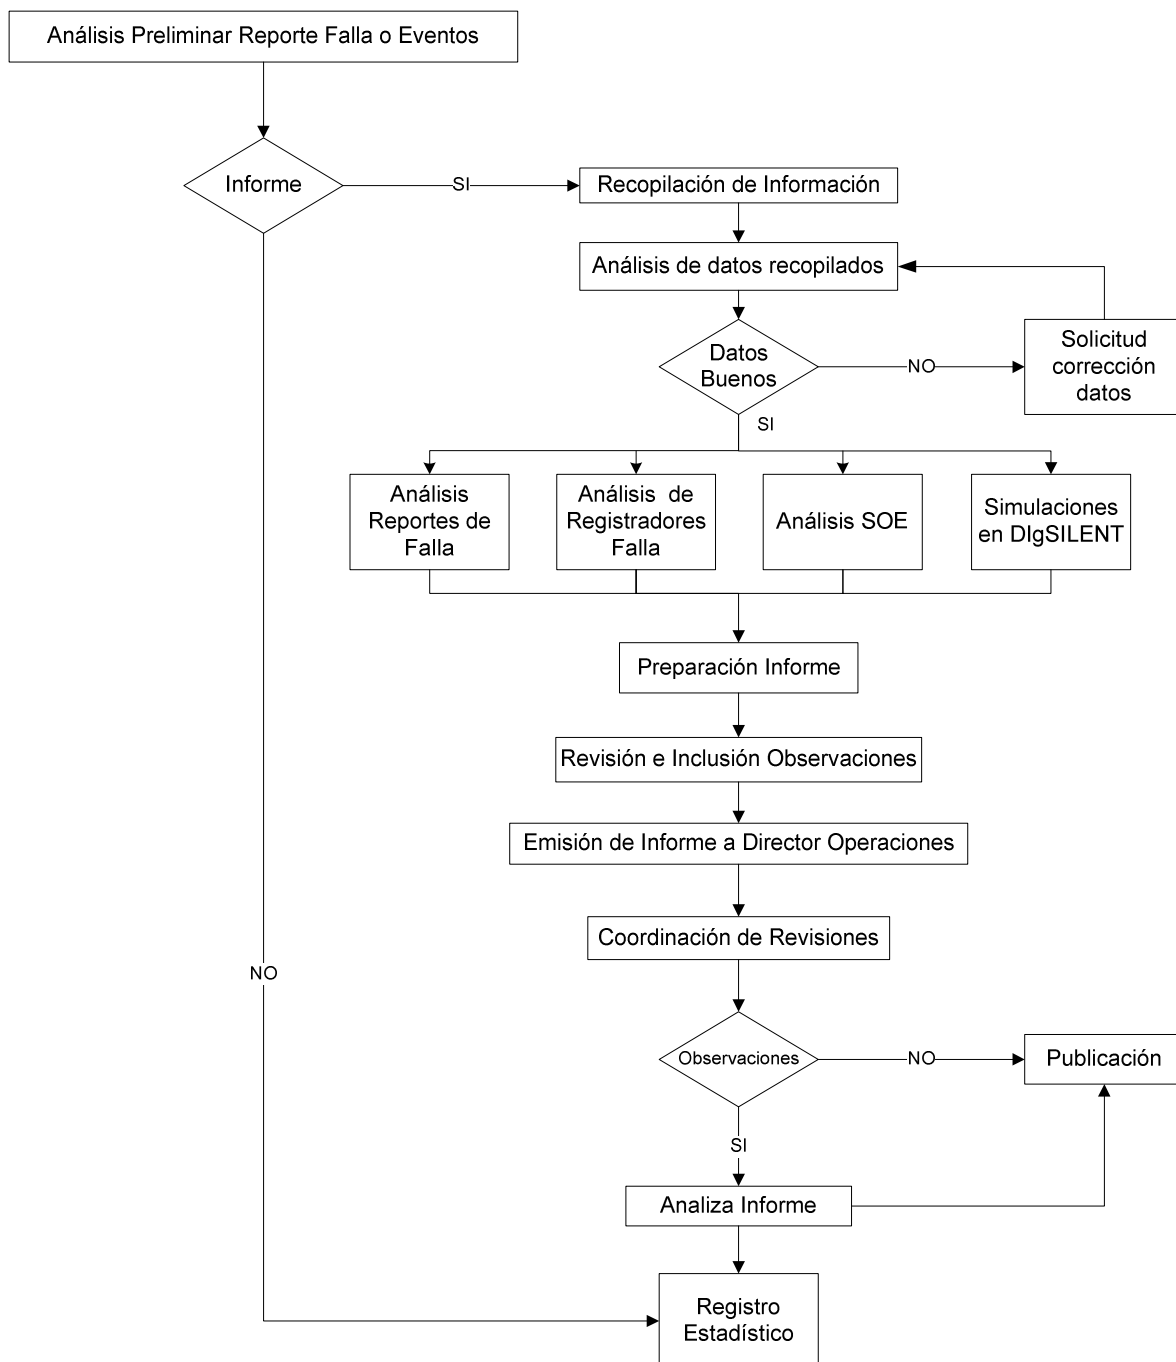 Análisis Preliminar Reporte Falla o Eventos
Informe
SI
Recopilación de Información
Análisis de datos recopilados
Datos
Buenos
NO
Solicitud
corrección
datos
SI
Análisis
Reportes de
Falla
Análisis de
Registradores
Falla
Análisis SOE
Simulaciones
en DIgSILENT
Preparación Informe
Revisión e Inclusión Observaciones
Emisión de Informe a Director Operaciones
Coordinación de Revisiones
NO
Observaciones
NO
Publicación
SI
Analiza Informe
Registro
Estadístico